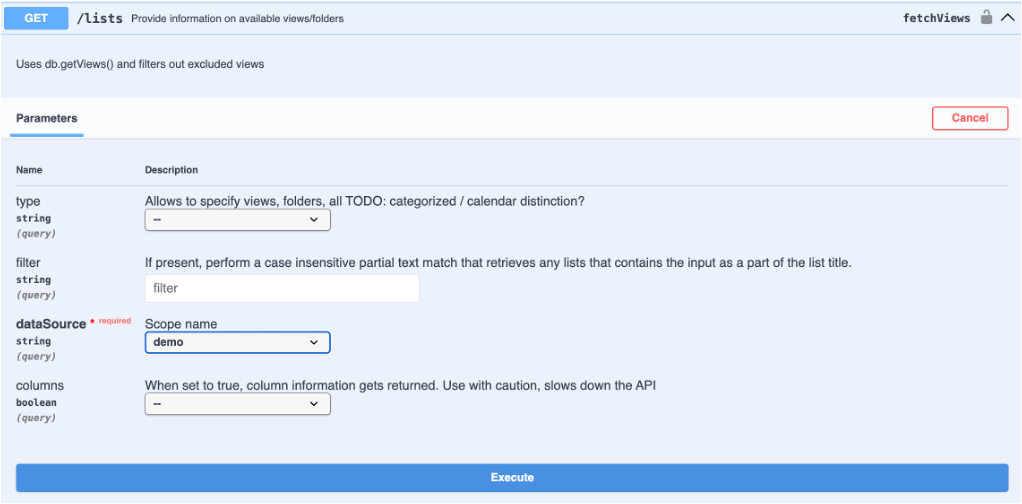 GET /lists Provide information on available views/folders fetchViews
Uses db.getViews() and filters out excluded views
Parameters Cancel
Name Description
type Allows to specify views, folders, all TODO: categorized / calendar distinction?
string --
(query)
filter If present, perform a case insensitive partial text match that retrieves any lists that contains the input as a part of the list title.
string
(query) filter
dataSource * required Scope name
string demo
(query)
columns When set to true, column information gets returned. Use with caution, slows down the API
boolean --
(query)
Execute